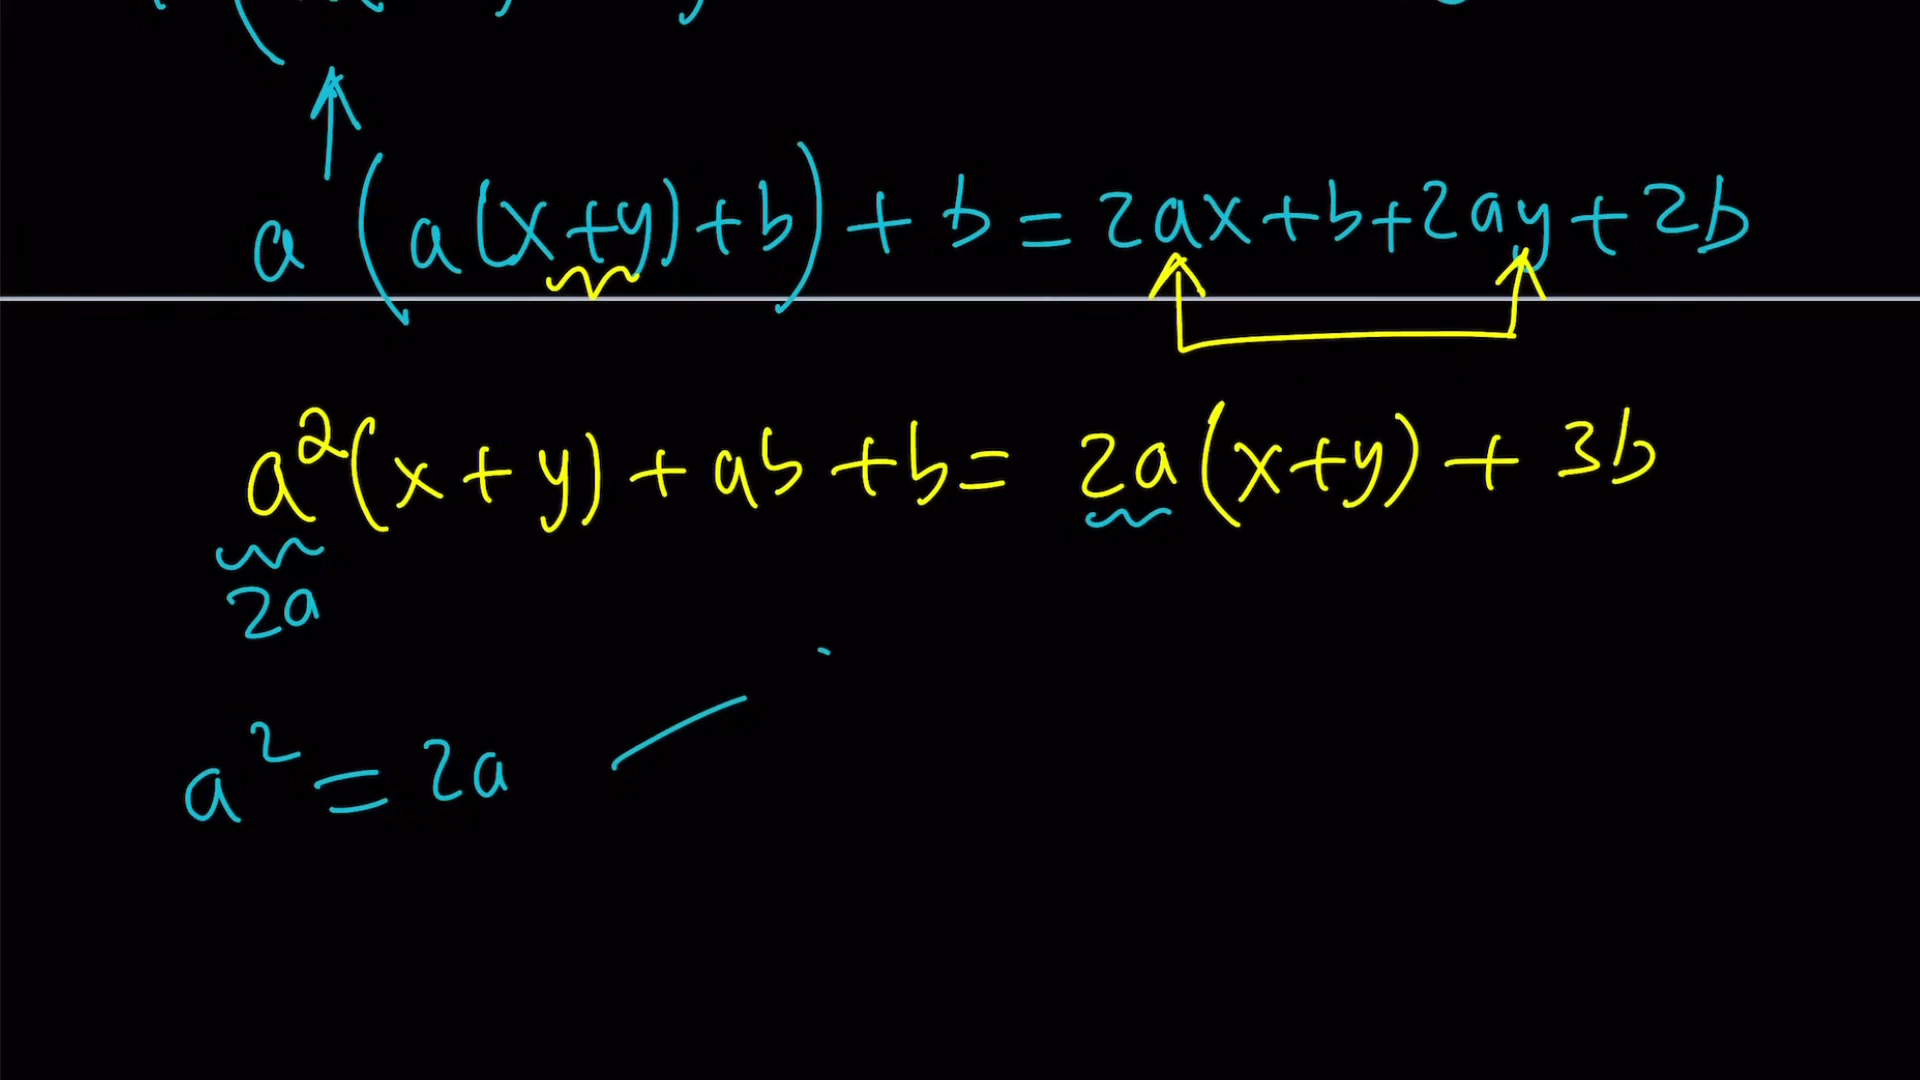 a(a(x+y)+b)+b=2ax+b+2ay+2b
a²(x+y)+ab+b=2a(x+y)+3b
2a
a²=2a